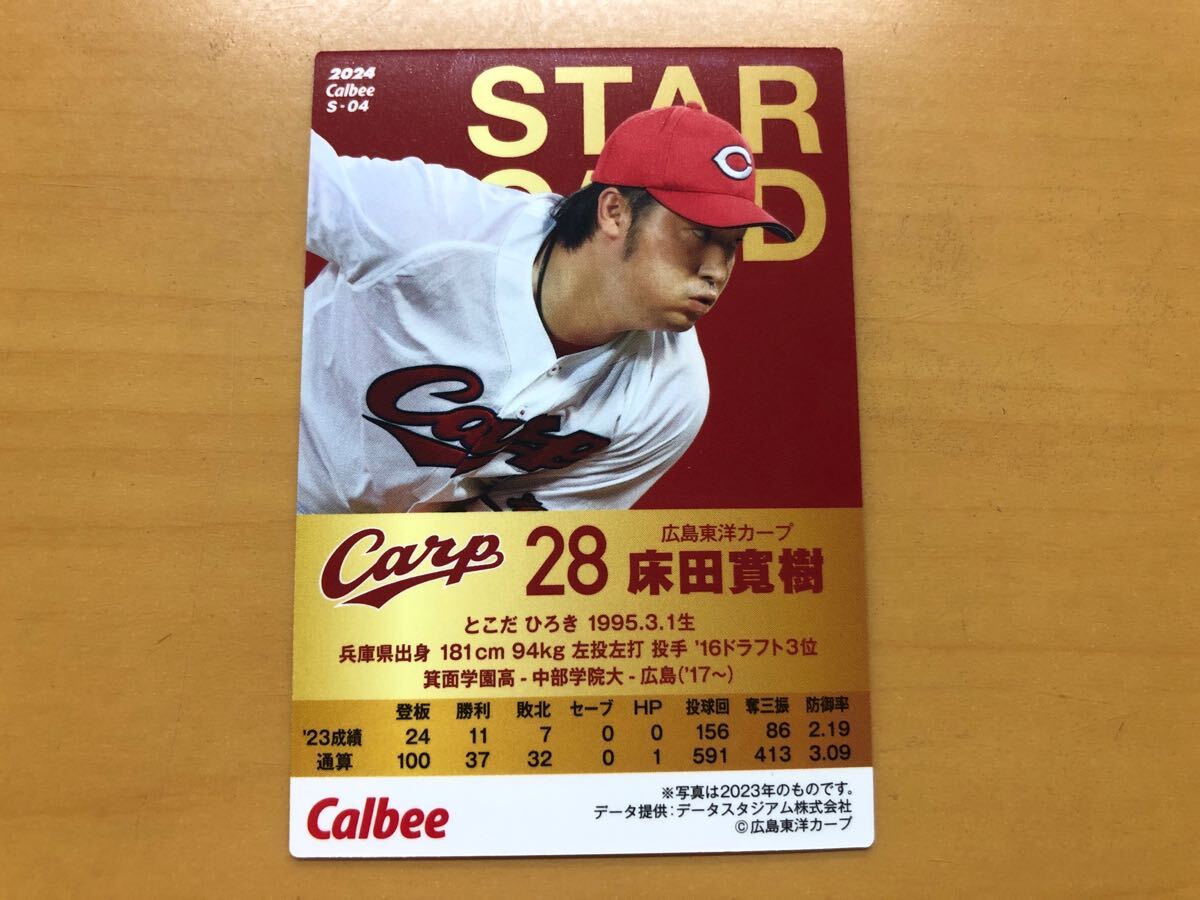 2024
Calbee
S-04
STAR
Carp
Carp
28
広島東洋カープ
床田寛樹
とこだ ひろき 1995.3.1生
兵庫県出身 181cm 94kg 左投左打 投手 '16ドラフト3位
箕面学園高 - 中部学院大 - 広島('17～)
登板 勝利 敗北 セーブ HP 投球回 奪三振 防御率
'23成績 24 11 7 0 0 156 86 2.19
通算 100 37 32 0 1 591 413 3.09
Calbee
※写真は2023年のものです。
データ提供：データスタジアム株式会社
©広島東洋カープ